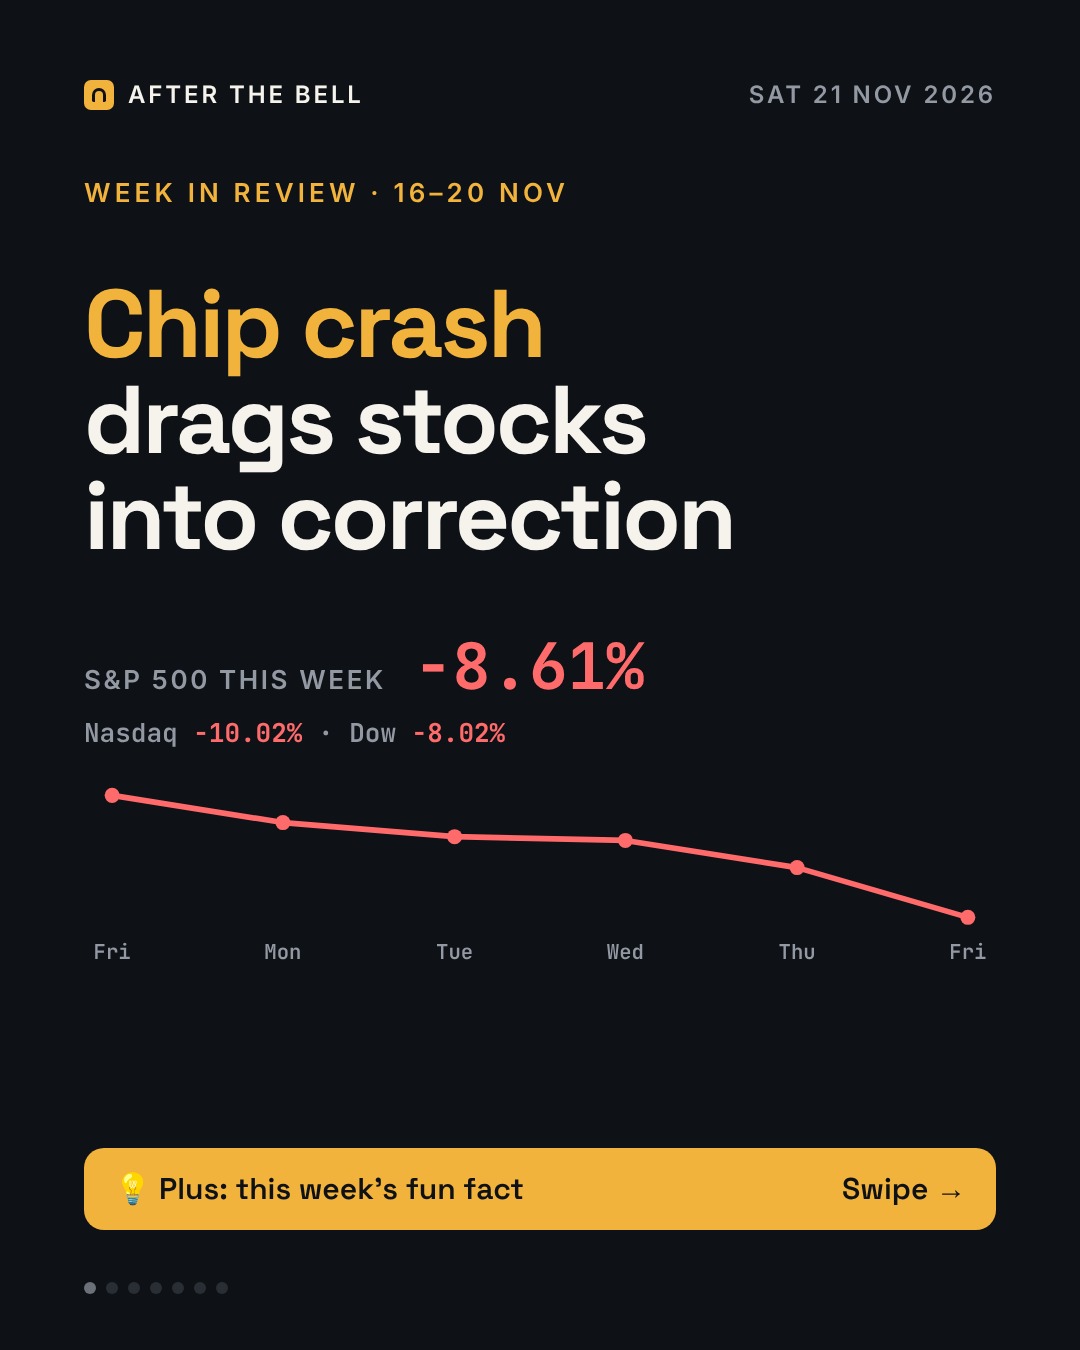 AFTER THE BELL
SAT 21 NOV 2026
WEEK IN REVIEW · 16–20 NOV
Chip crash
drags stocks
into correction
S&P 500 THIS WEEK -8.61%
Nasdaq -10.02% · Dow -8.02%
Fri Mon Tue Wed Thu Fri
💡 Plus: this week’s fun fact
Swipe →